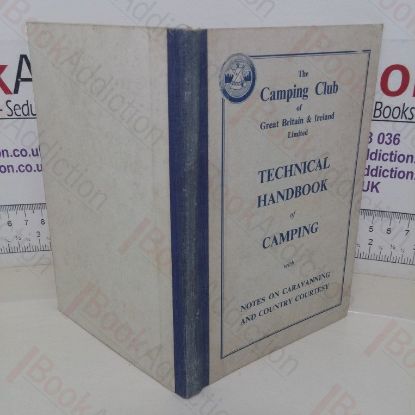 The
Camping Club
of
Great Britain & Ireland
Limited
TECHNICAL
HANDBOOK
of
CAMPING
with
NOTES ON CARAVANNING
AND COUNTRY COURTESY
BookAddiction